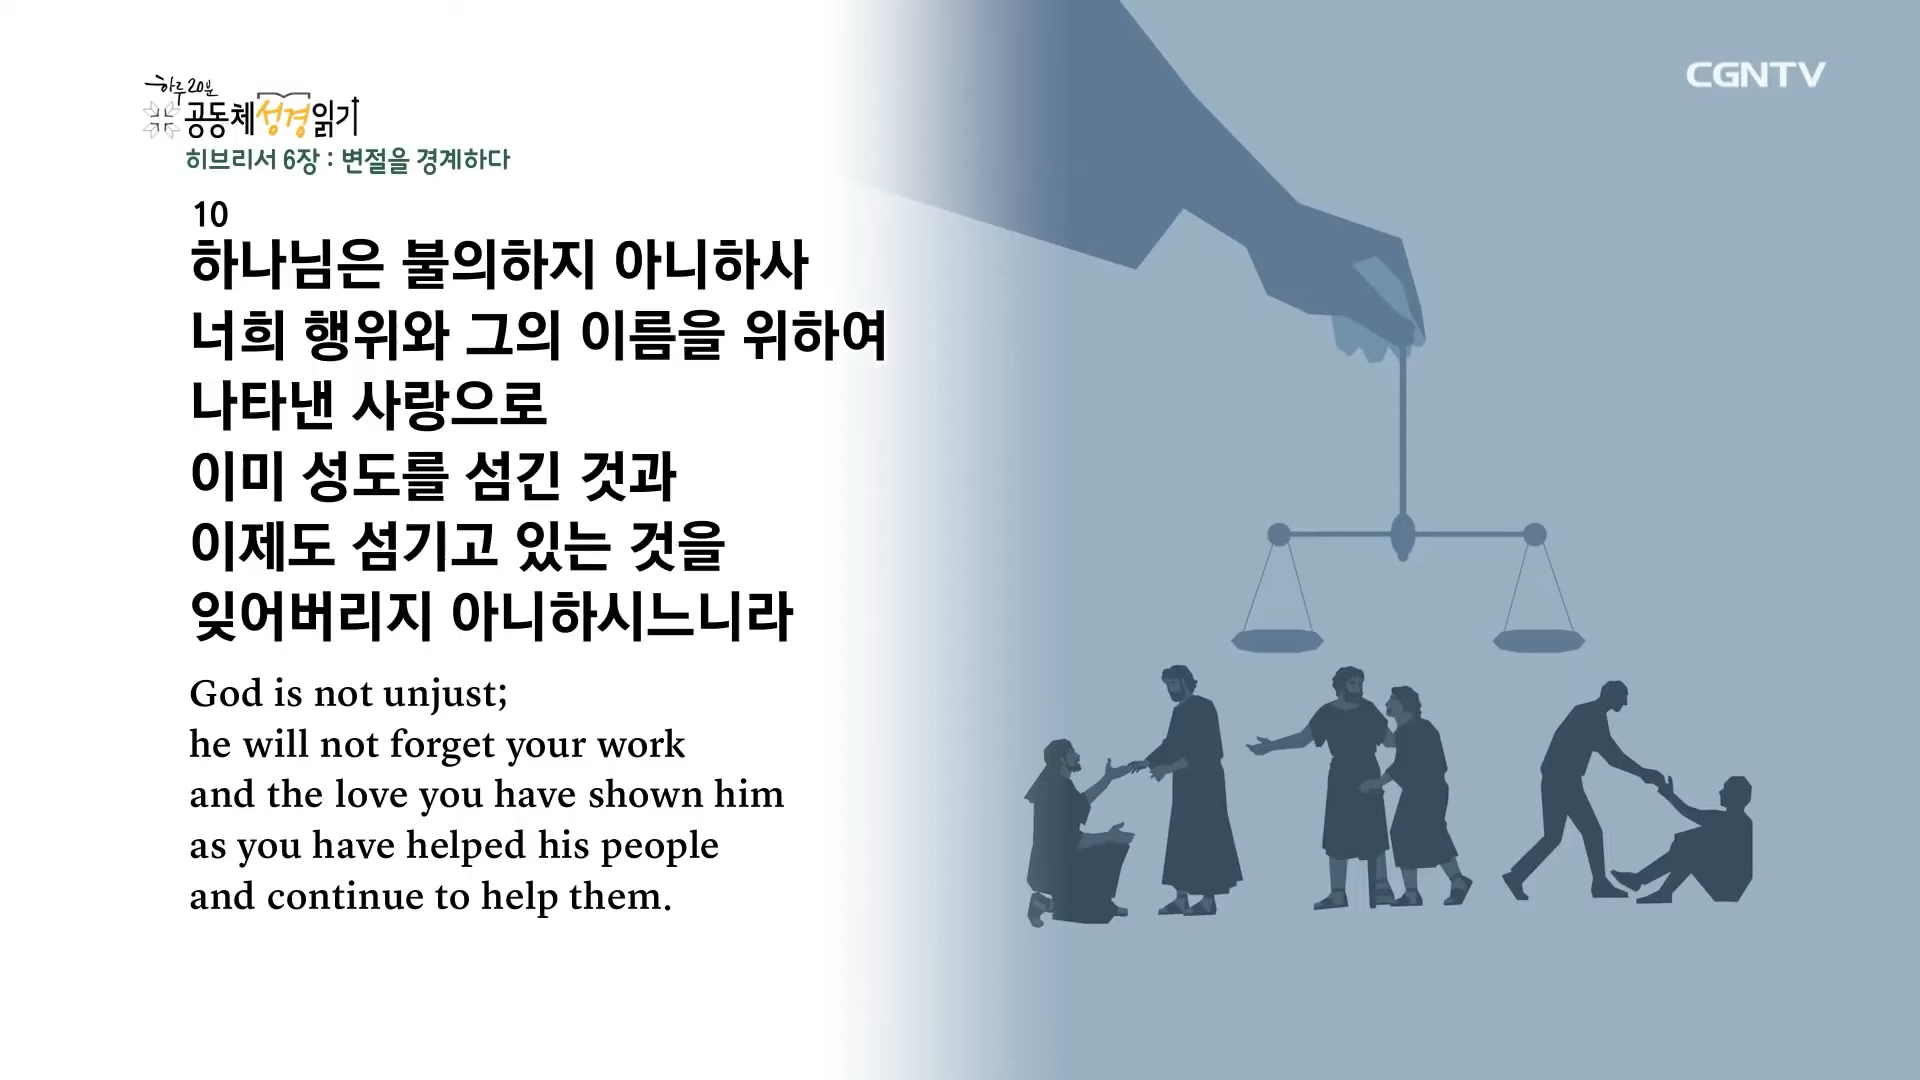 하루 20분
공동체성경읽기
CGNTV
히브리서 6장 : 변절을 경계하다
10
하나님은 불의하지 아니하사
너희 행위와 그의 이름을 위하여
나타낸 사랑으로
이미 성도를 섬긴 것과
이제도 섬기고 있는 것을
잊어버리지 아니하시느니라
God is not unjust;
he will not forget your work
and the love you have shown him
as you have helped his people
and continue to help them.